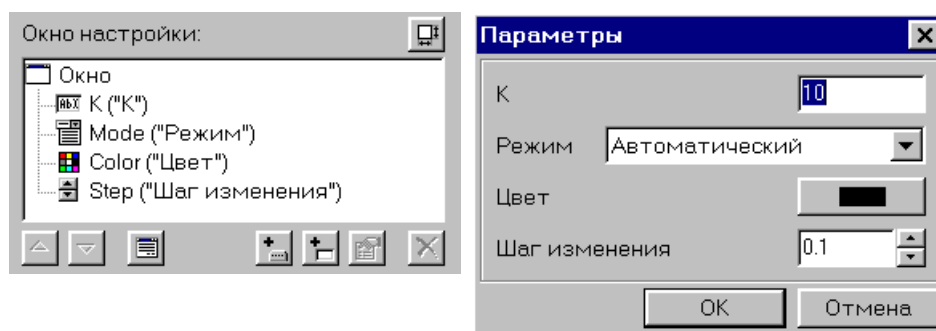 Окно настройки:
Окно
K ("K")
Mode ("Режим")
Color ("Цвет")
Step ("Шаг изменения")
Параметры
K
10
Режим
Автоматический
Цвет
Шаг изменения
0.1
OK
Отмена